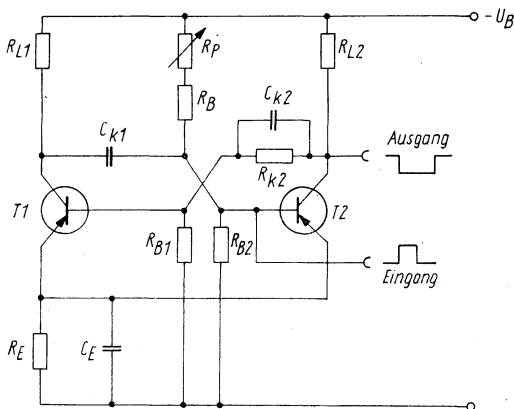 -U_B
R_L1
R_P
R_L2
R_B
C_k2
C_k1
Ausgang
R_k2
T1
T2
R_B1
R_B2
Eingang
R_E
C_E